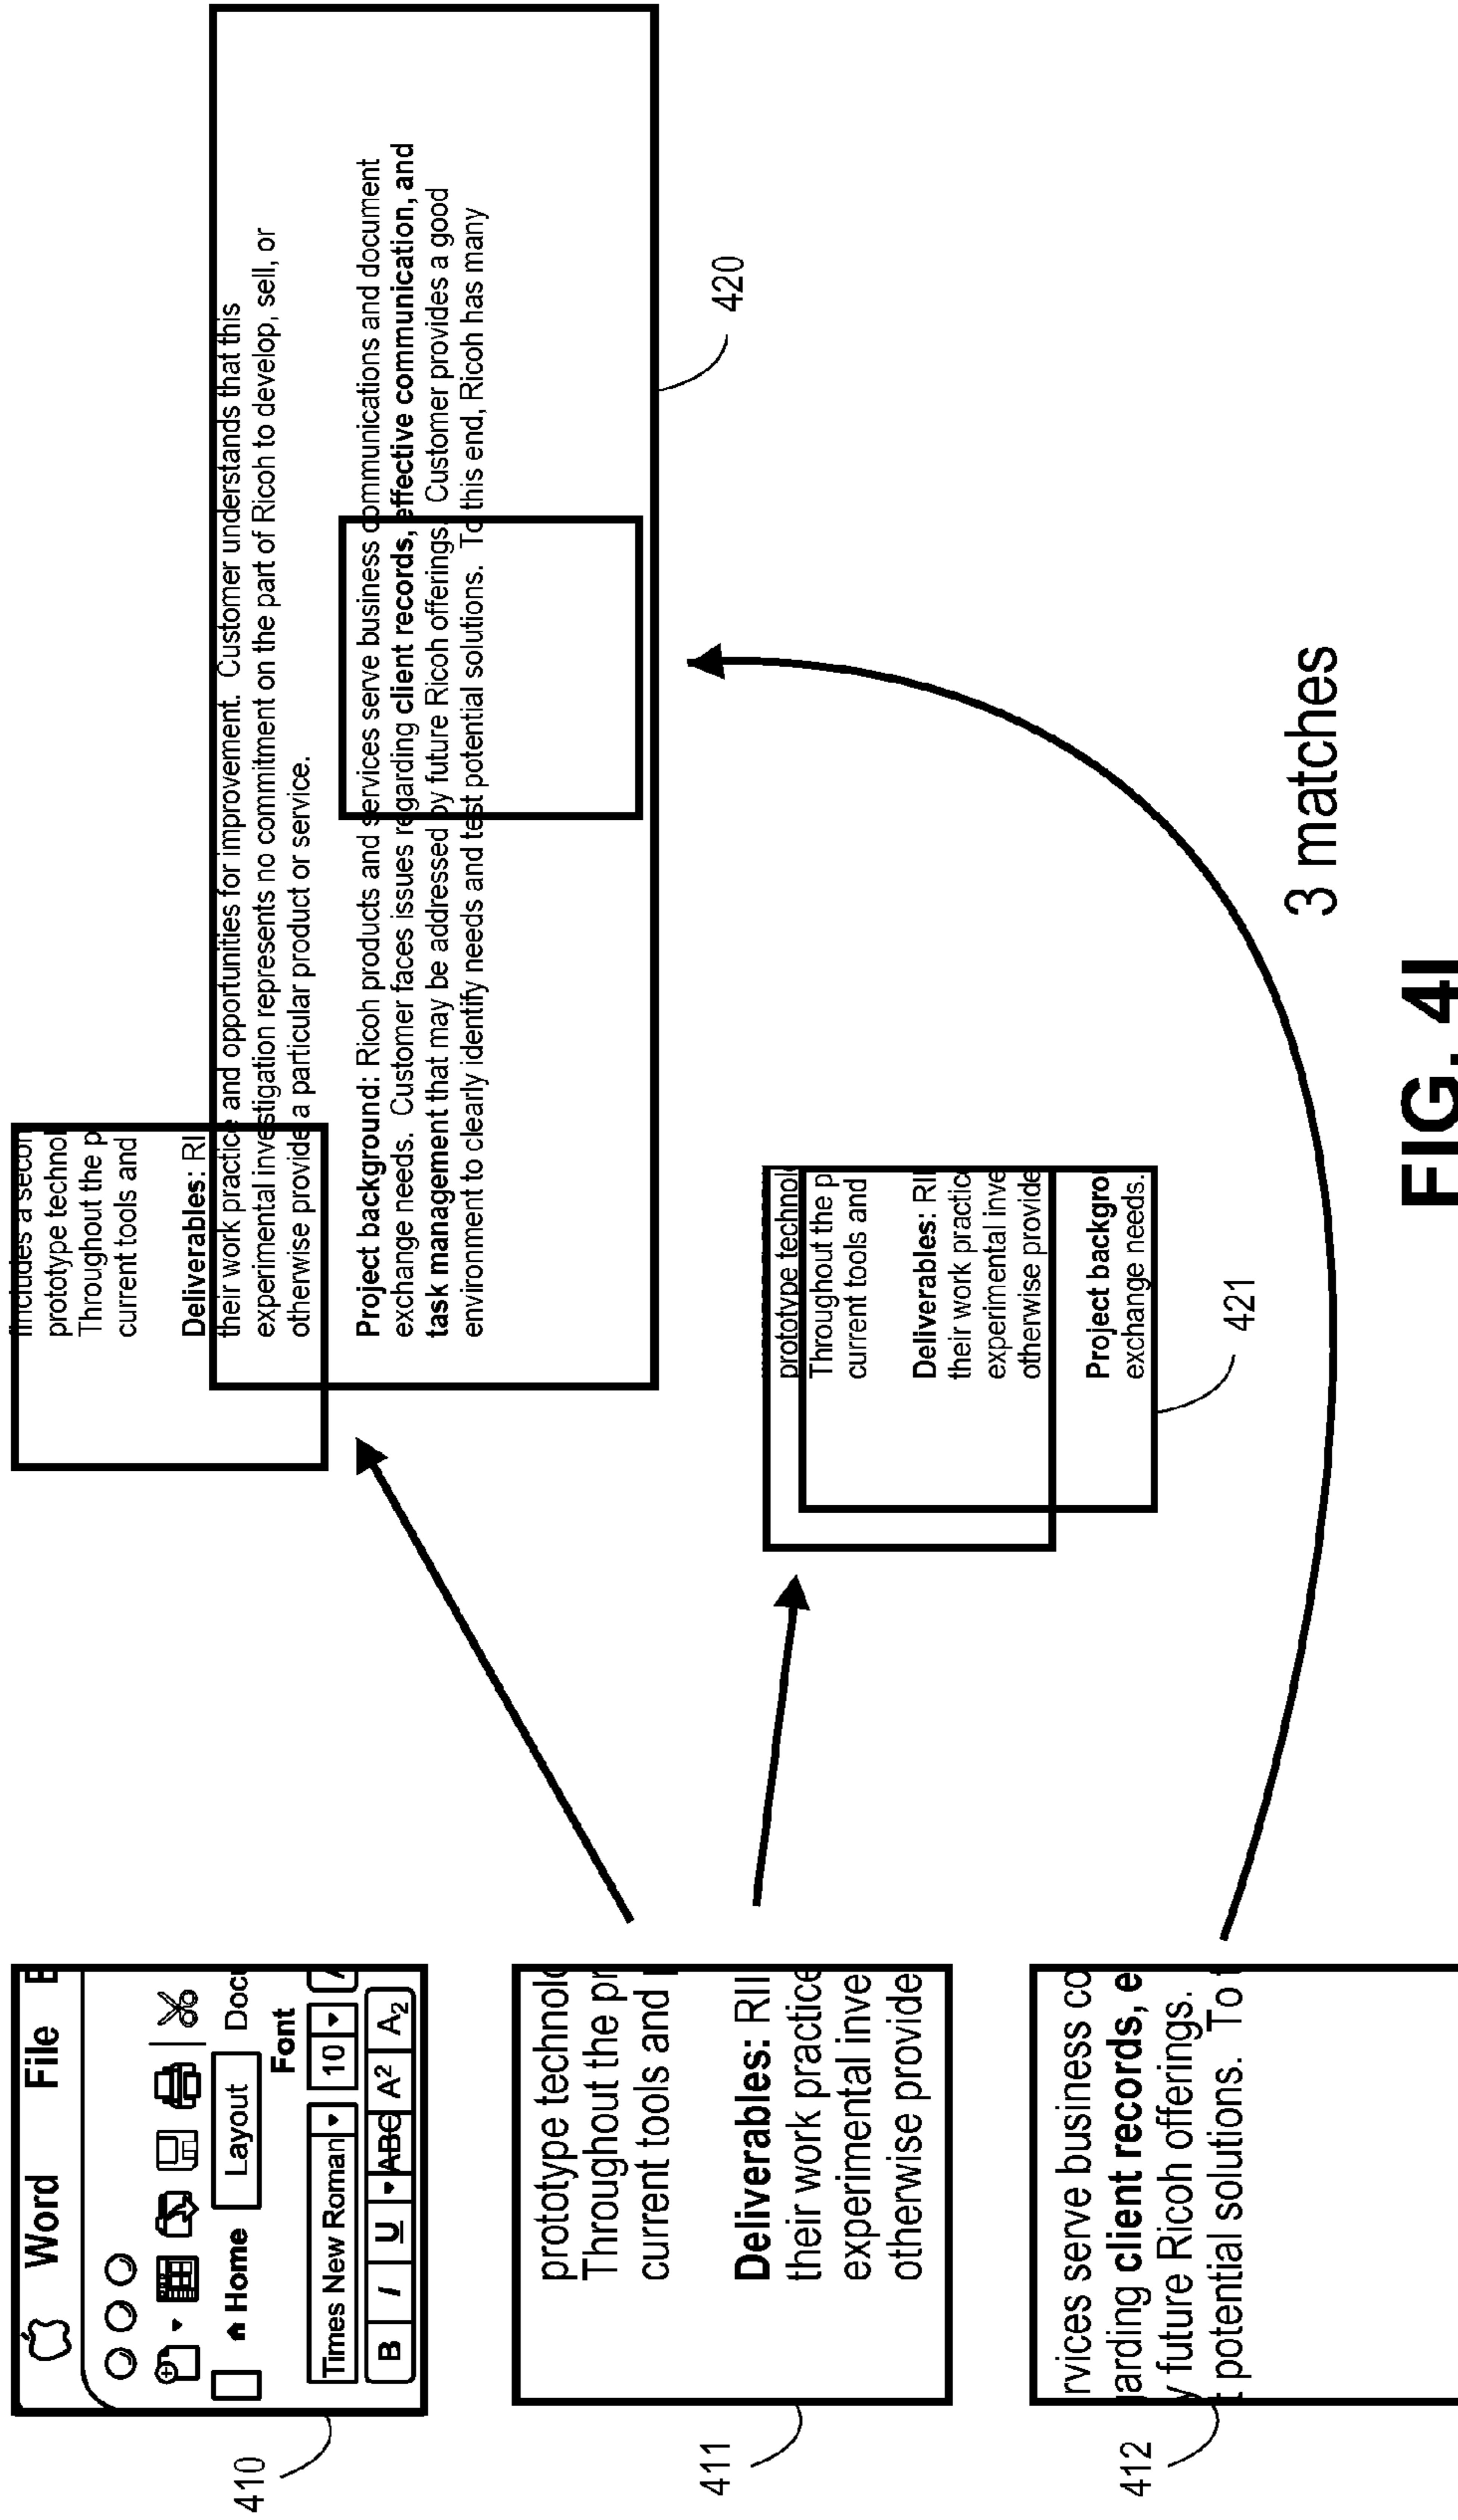 410
Word File E
Home Layout Doc
Font
Times New Roman 10
B I U ABC A² A₂
411
prototype technol
Throughout the pr
current tools and
Deliverables: RII
their work practice
experimental inve
otherwise provide
412
rvices serve business co
arding client records, e
y future Ricoh offerings.
t potential solutions. To t
includes a secor
prototype technol
Throughout the p
current tools and
Deliverables: RI
their work practice and opportunities for improvement. Customer understands that this
experimental investigation represents no commitment on the part of Ricoh to develop, sell, or
otherwise provide a particular product or service.
Project background: Ricoh products and services serve business communications and document
exchange needs. Customer faces issues regarding client records, effective communication, and
task management that may be addressed by future Ricoh offerings. Customer provides a good
environment to clearly identify needs and test potential solutions. To this end, Ricoh has many
420
prototype technol
Throughout the p
current tools and
Deliverables: RII
their work practic
experimental inve
otherwise provide
Project backgro
exchange needs.
421
3 matches
FIG. 4I